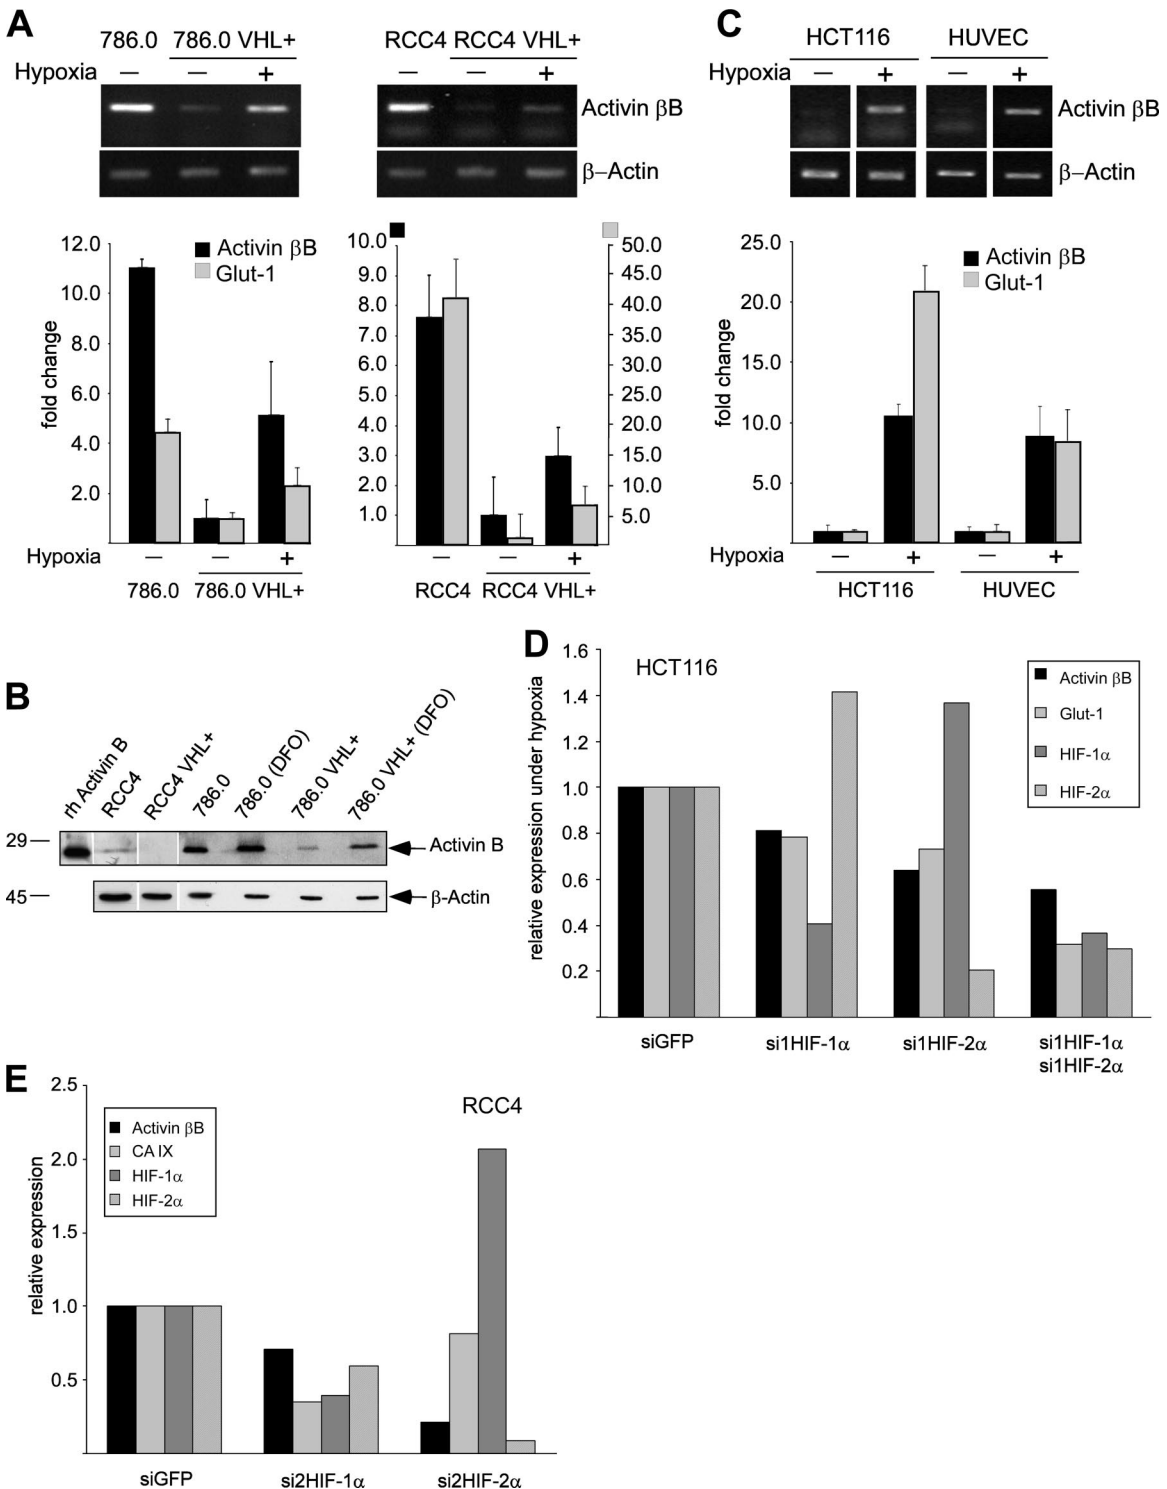 A
786.0 786.0 VHL+
Hypoxia – – +
RCC4 RCC4 VHL+
– – +
Activin βB
β–Actin
12.0
10.0
8.0
6.0
4.0
2.0
fold change
Activin βB
Glut-1
Hypoxia – – +
786.0 786.0 VHL+
10.0
9.0
8.0
7.0
6.0
5.0
4.0
3.0
2.0
1.0
50.0
45.0
40.0
35.0
30.0
25.0
20.0
15.0
10.0
5.0
– – +
RCC4 RCC4 VHL+
C
HCT116 HUVEC
Hypoxia – + – +
Activin βB
β–Actin
25.0
20.0
15.0
10.0
5.0
fold change
Activin βB
Glut-1
Hypoxia – + – +
HCT116 HUVEC
B
rh Activin B
RCC4
RCC4 VHL+
786.0
786.0 (DFO)
786.0 VHL+
786.0 VHL+ (DFO)
29
Activin B
45
β-Actin
D
HCT116
relative expression under hypoxia
1.6
1.4
1.2
1.0
0.8
0.6
0.4
0.2
Activin βB
Glut-1
HIF-1α
HIF-2α
siGFP si1HIF-1α si1HIF-2α si1HIF-1α
si1HIF-2α
E
RCC4
relative expression
2.5
2.0
1.5
1.0
0.5
Activin βB
CA IX
HIF-1α
HIF-2α
siGFP si2HIF-1α si2HIF-2α